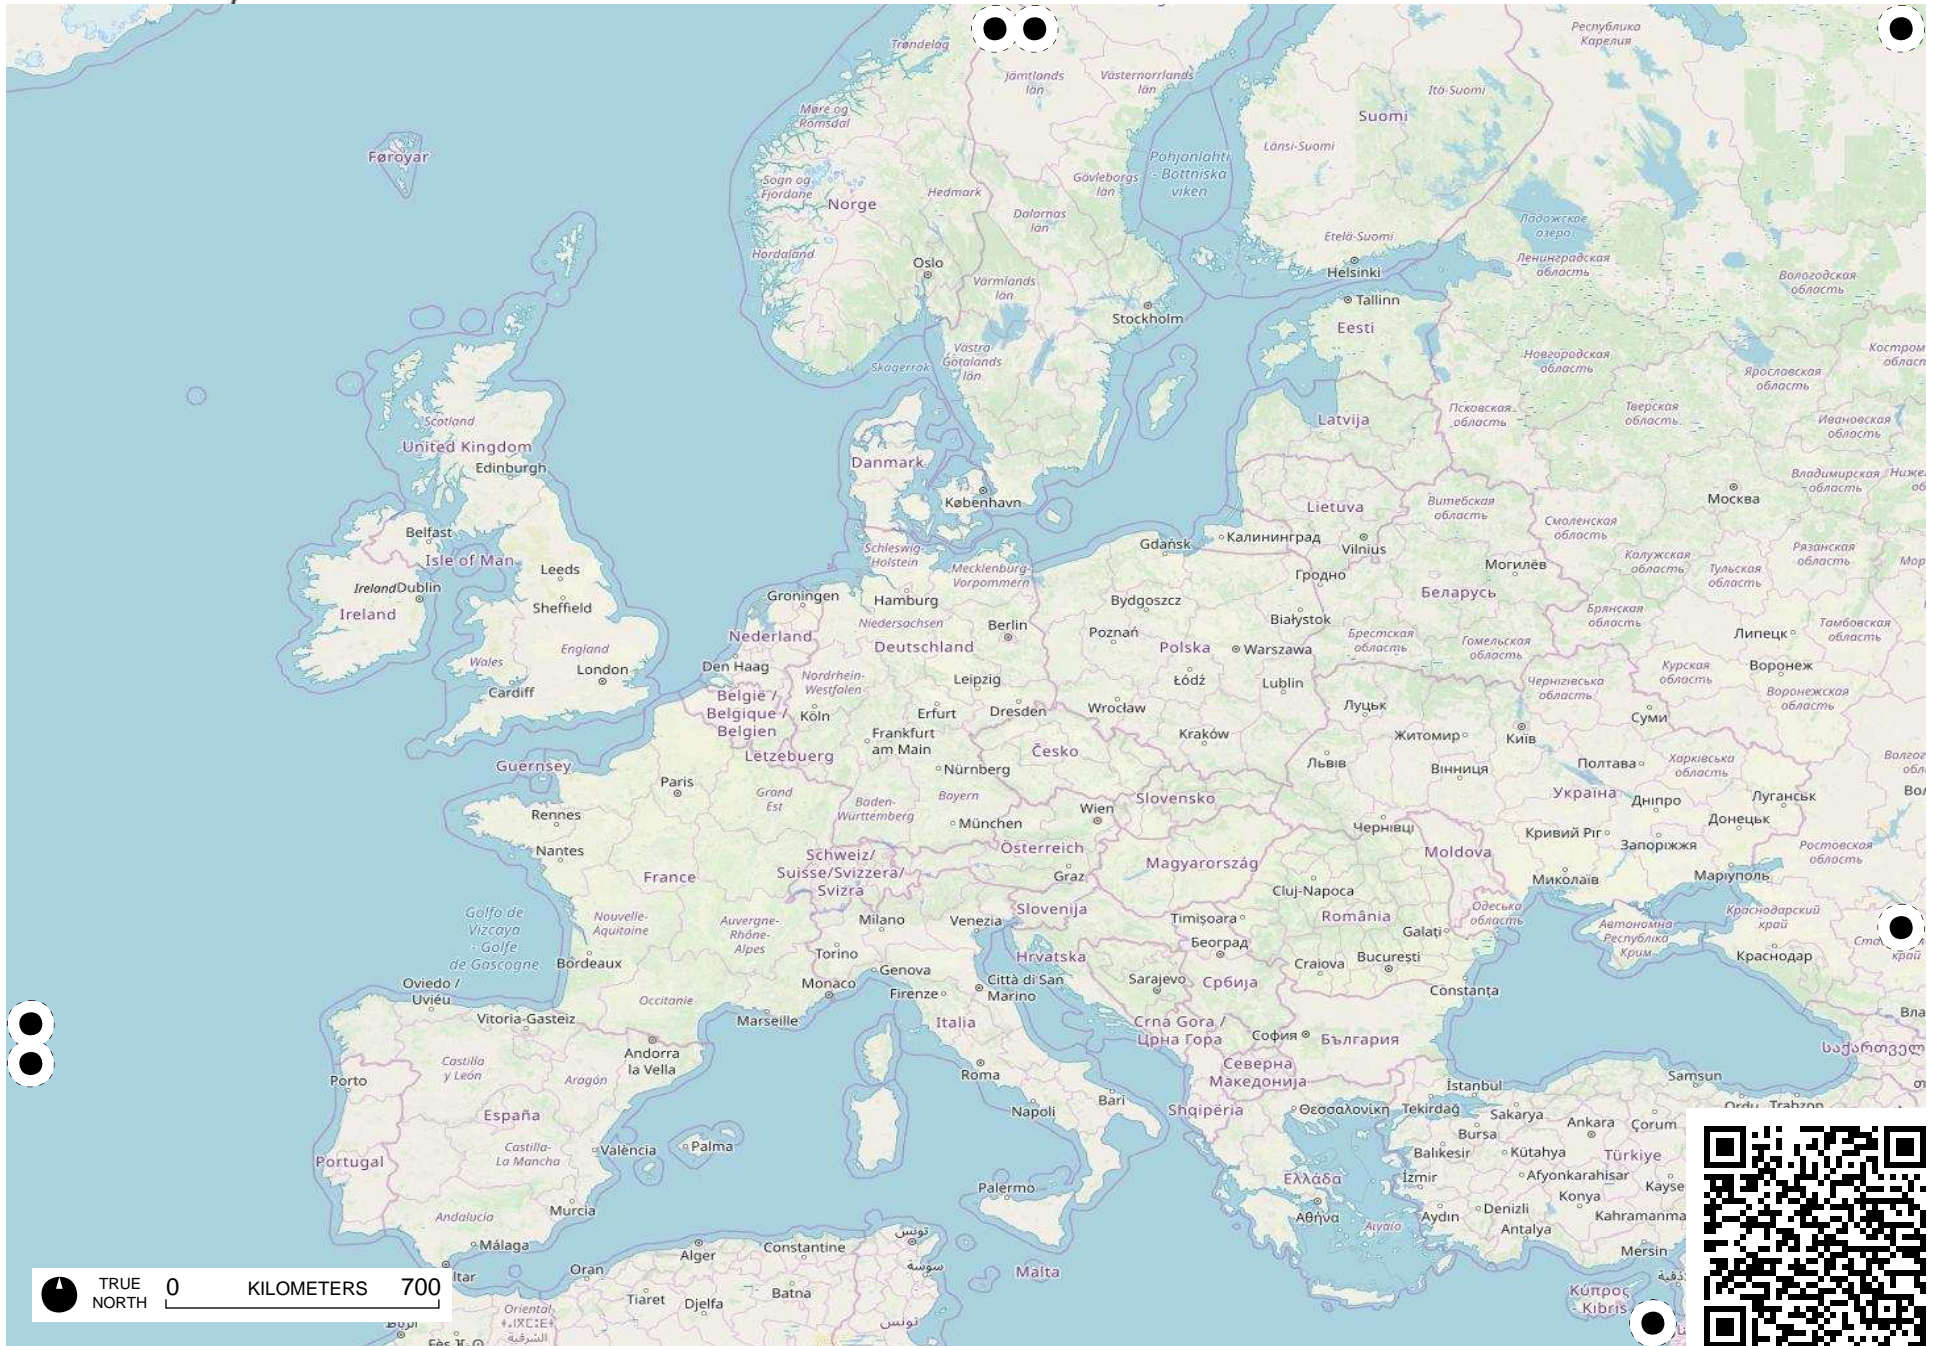 Республика
Карелия
Trøndelag
Jämtlands
län
Västernorrlands
län
Itä-Suomi
Suomi
Møre og
Romsdal
Føroyar
Länsi-Suomi
Pohjanlahti
- Bottniska
viken
Sogn og
Fjordane
Norge
Hedmark
Gävleborgs
län
Dalarnas
län
Ладожское
озеро
Etelä-Suomi
Hordaland
Oslo
Helsinki
Ленинградская
область
Вологодская
область
Värmlands
län
Tallinn
Stockholm
Eesti
Västra
Götalands
län
Skagerrak
Новгородская
область
Костром
област
Ярославская
область
Scotland
United Kingdom
Edinburgh
Latvija
Псковская
область
Тверская
область
Ивановская
область
Danmark
København
Владимирская
область
Москва
Lietuva
Витебская
область
Смоленская
область
Belfast
Isle of Man
Gdańsk
Калининград
Vilnius
Schleswig-
Holstein
Mecklenburg-
Vorpommern
Leeds
Гродно
Могилёв
Калужская
область
Тульская
область
Рязанская
область
Ireland
Dublin
Ireland
Sheffield
Groningen
Hamburg
Niedersachsen
Bydgoszcz
Białystok
Беларусь
Брянская
область
Nederland
Berlin
Poznań
Polska
Warszawa
Брестская
область
Гомельская
область
Липецк
Тамбовская
область
England
Wales
London
Cardiff
Den Haag
Deutschland
Nordrhein-
Westfalen
Leipzig
Łódź
Lublin
Чернігівська
область
Курская
область
Воронеж
Воронежская
область
België /
Belgique /
Belgien
Köln
Erfurt
Dresden
Wrocław
Луцьк
Суми
Frankfurt
am Main
Česko
Kraków
Житомир
Київ
Lëtzebuerg
Guernsey
Nürnberg
Львів
Вінниця
Полтава
Харківська
область
Paris
Grand
Est
Baden-
Württemberg
Bayern
Wien
Slovensko
Україна
Дніпро
Луганськ
Rennes
München
Чернівці
Кривий Ріг
Донецьк
Nantes
Schweiz/
Suisse/Svizzera/
Svizra
Österreich
Magyarország
Moldova
Запоріжжя
Ростовская
область
France
Graz
Cluj-Napoca
Миколаїв
Маріуполь
Golfo de
Vizcaya
- Golfe
de Gascogne
Nouvelle-
Aquitaine
Auvergne-
Rhône-
Alpes
Milano
Venezia
Slovenija
Timișoara
România
Одеська
область
Автономна
Республіка
Крим
Краснодарский
край
Torino
Београд
Galați
Bordeaux
Genova
Hrvatska
Craiova
București
Краснодар
Oviedo /
Uviéu
Monaco
Firenze
Città di San
Marino
Sarajevo
Србија
Constanța
Occitanie
Vitoria-Gasteiz
Marseille
Italia
Crna Gora /
Црна Гора
София
България
Andorra
la Vella
Castilla
y León
Aragón
Porto
Roma
Северна
Македонија
İstanbul
Samsun
საქართველ
España
Napoli
Bari
Shqipëria
Θεσσαλονίκη
Tekirdağ
Sakarya
Ankara
Çorum
Ordu
Trabzon
Bursa
Castilla-
La Mancha
València
Palma
Balıkesir
Kütahya
Türkiye
Portugal
Ελλάδα
İzmir
Afyonkarahisar
Palermo
Konya
Kayse
Andalucía
Murcia
Αθήνα
Αιγαίο
Aydın
Denizli
Antalya
Kahramanma
Málaga
Alger
Constantine
تونس
Mersin
Oran
سوسة
Malta
Κύπρος
- Kıbrıs
Tiaret
Djelfa
Batna
Oriental
الشرقية
تونس
TRUE
NORTH
0 KILOMETERS 700